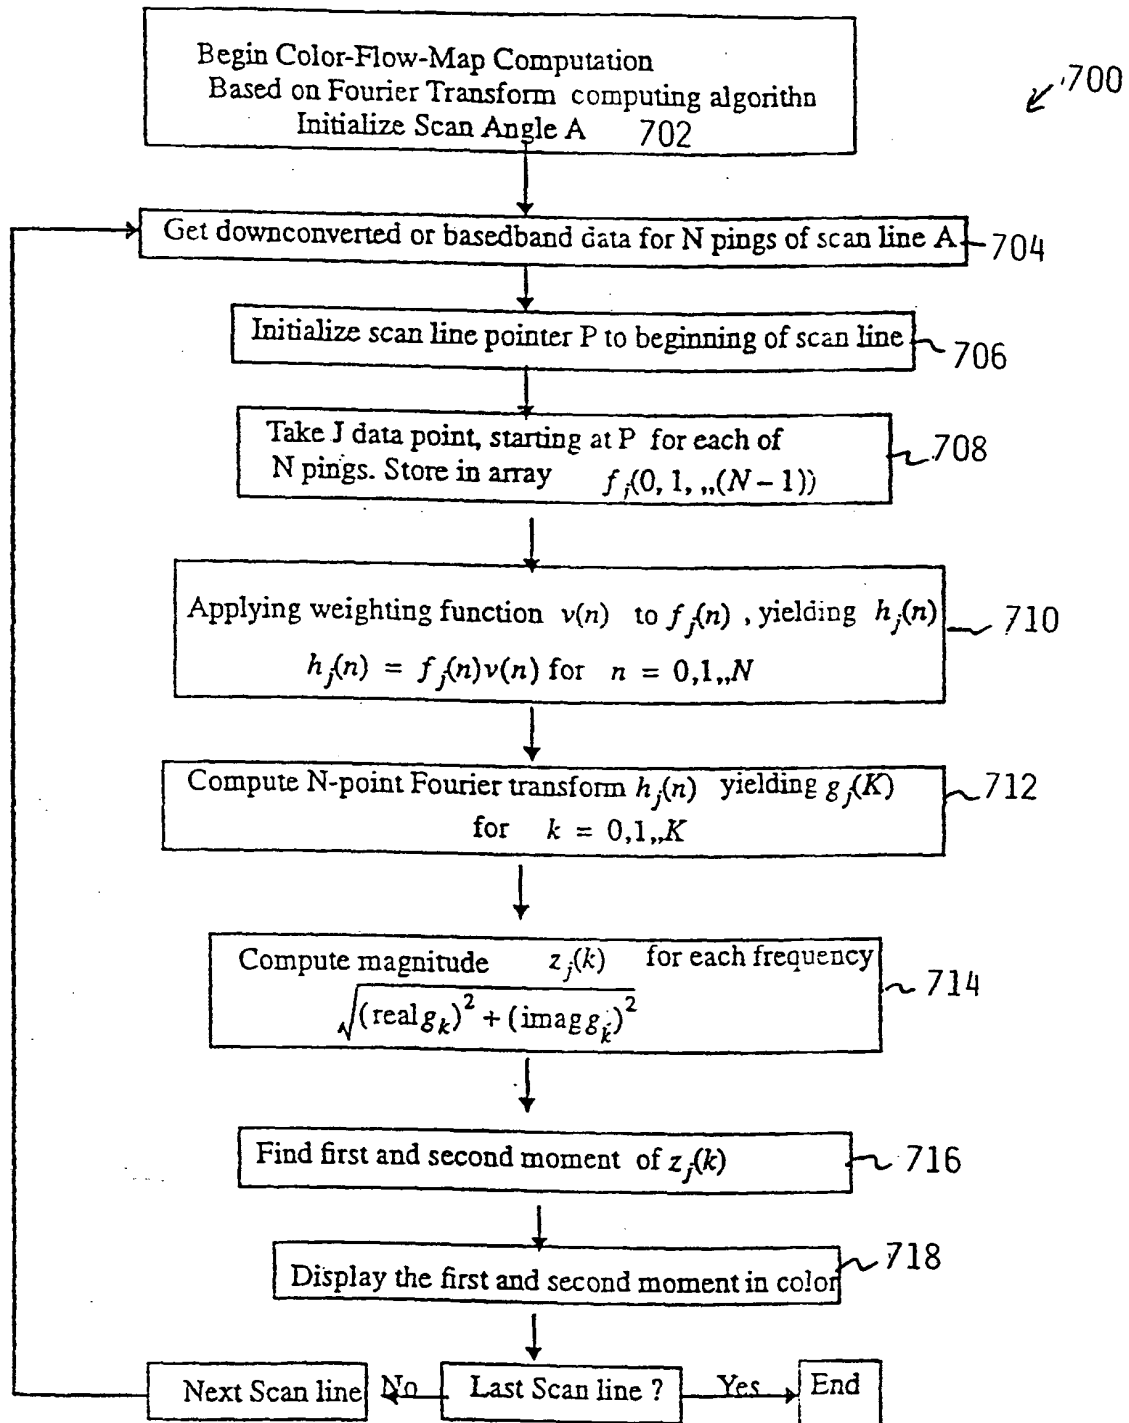 Begin Color-Flow-Map Computation
Based on Fourier Transform computing algorithn
Initialize Scan Angle A 702
700
Get downconverted or basedband data for N pings of scan line A
704
Initialize scan line pointer P to beginning of scan line
706
Take J data point, starting at P for each of
N pings. Store in array f_j(0, 1, ,,(N − 1))
708
Applying weighting function v(n) to f_j(n) , yielding h_j(n)
h_j(n) = f_j(n)v(n) for n = 0,1,,N
710
Compute N-point Fourier transform h_j(n) yielding g_j(K)
for k = 0,1,,K
712
Compute magnitude z_j(k) for each frequency
√((real g_k)^2 + (imag g_k)^2)
714
Find first and second moment of z_j(k)
716
Display the first and second moment in color
718
Next Scan line No Last Scan line ? Yes End